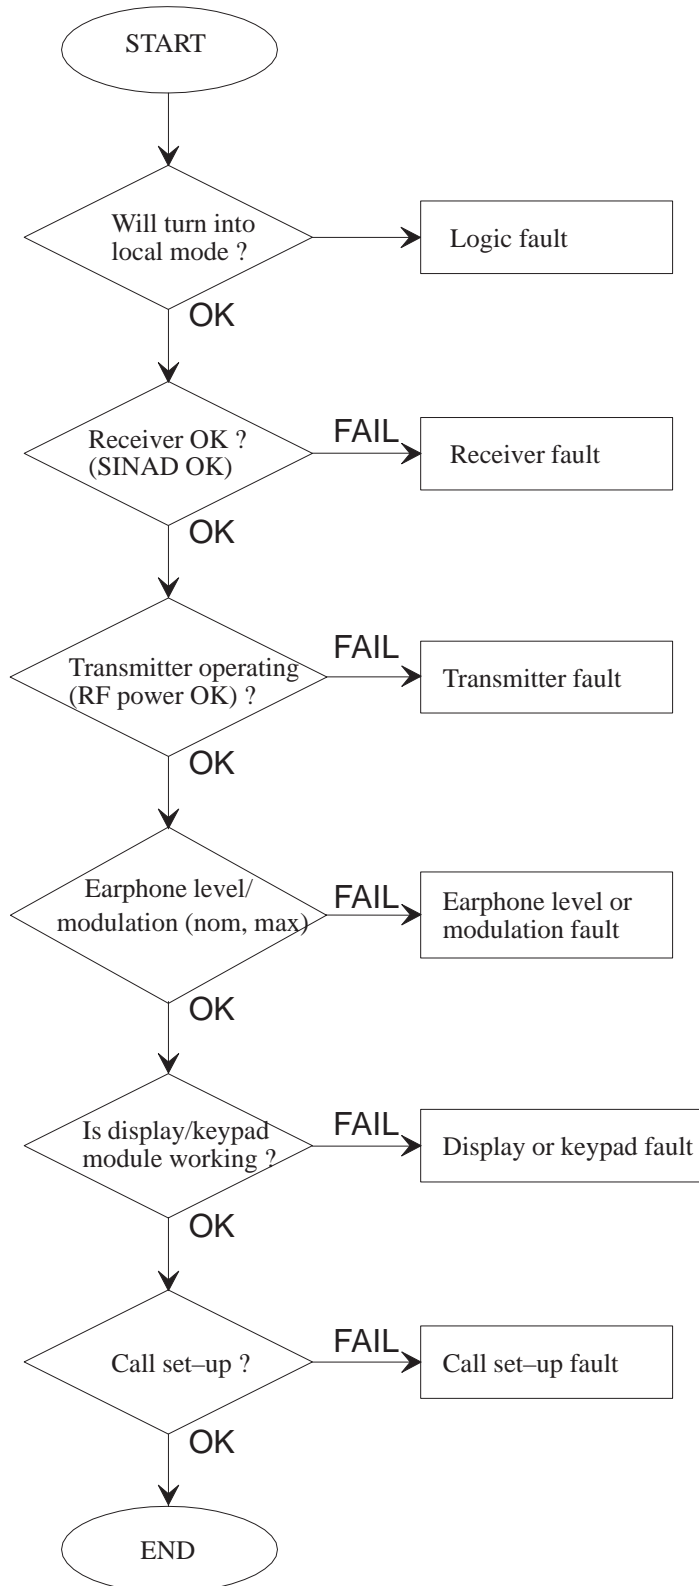 START
Will turn into
local mode ?
Logic fault
OK
Receiver OK ?
(SINAD OK)
FAIL
Receiver fault
OK
Transmitter operating
(RF power OK) ?
FAIL
Transmitter fault
OK
Earphone level/
modulation (nom, max)
FAIL
Earphone level or
modulation fault
OK
Is display/keypad
module working ?
FAIL
Display or keypad fault
OK
Call set–up ?
FAIL
Call set–up fault
OK
END